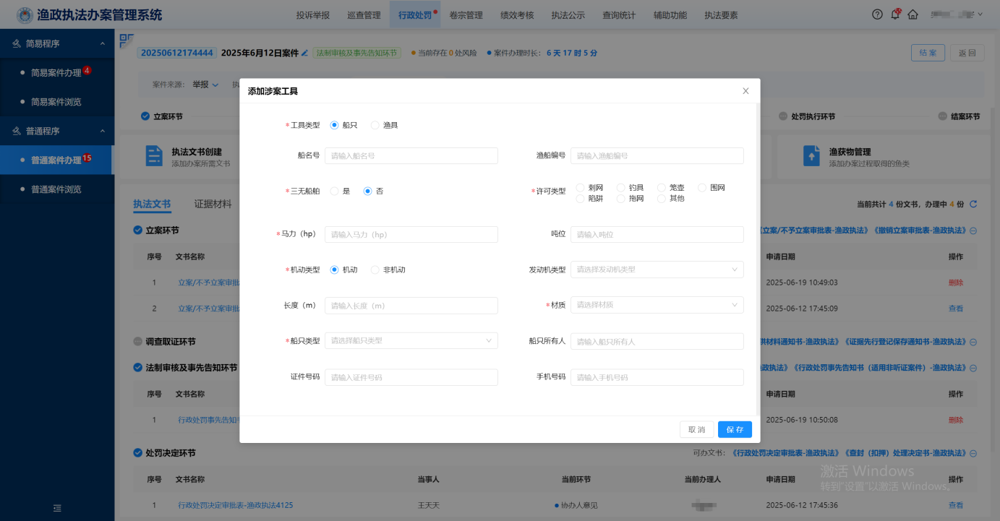 渔政执法办案管理系统
投诉举报 巡查管理 行政处罚 卷宗管理 绩效考核 执法公示 查询统计 辅助功能 执法要素
简易程序
简易案件办理 4
简易案件浏览
普通程序
普通案件办理 15
普通案件浏览
20250612174444 2025年6月12日案件 法制审核及事先告知环节 当前存在0处风险 案件办理时长： 6 天 17 时 5 分 结 案 返 回
案件来源： 举报 执
立案环节 处罚执行环节 结案环节
执法文书创建
添加办案所需文书
渔获物管理
添加办案过程取得的鱼类
执法文书 证据材料 当前共计 4 份文书，办理中 4 份
立案环节 立案/不予立案审批表-渔政执法》《撤销立案审批表-渔政执法》
序号 文书名称 申请日期 操作
1 立案/不予立案审批 2025-06-19 10:49:03 删除
2 立案/不予立案审批 2025-06-12 17:45:09 查看
调查取证环节 供材料通知书-渔政执法》《证据先行登记保存通知书-渔政执法》
法制审核及事先告知环节 政执法》《行政处罚事先告知书（适用非听证案件）-渔政执法》
序号 文书名称 申请日期 操作
1 行政处罚事先告知书 2025-06-19 10:50:08 删除
处罚决定环节 可办文书： 《行政处罚决定审批表-渔政执法》《查封（扣押）处理决定书-渔政执法》
序号 文书名称 当事人 当前环节 当前办理人 申请日期 操作
1 行政处罚决定审批表-渔政执法4125 王天天 协办人意见 2025-06-12 17:45:36 查看
添加涉案工具
*工具类型 船只 渔具
船名号 请输入船名号 渔船编号 请输入渔船编号
*三无船舶 是 否 *许可类型 刺网 钓具 笼壶 围网
陷阱 拖网 其他
*马力（hp） 请输入马力（hp） 吨位 请输入吨位
*机动类型 机动 非机动 发动机类型 请选择发动机类型
长度（m） 请输入长度（m） *材质 请选择材质
*船只类型 请选择船只类型 船只所有人 请输入船只所有人
证件号码 请输入证件号码 手机号码 请输入手机号码
取 消 保 存
激活 Windows
转到"设置"以激活 Windows。